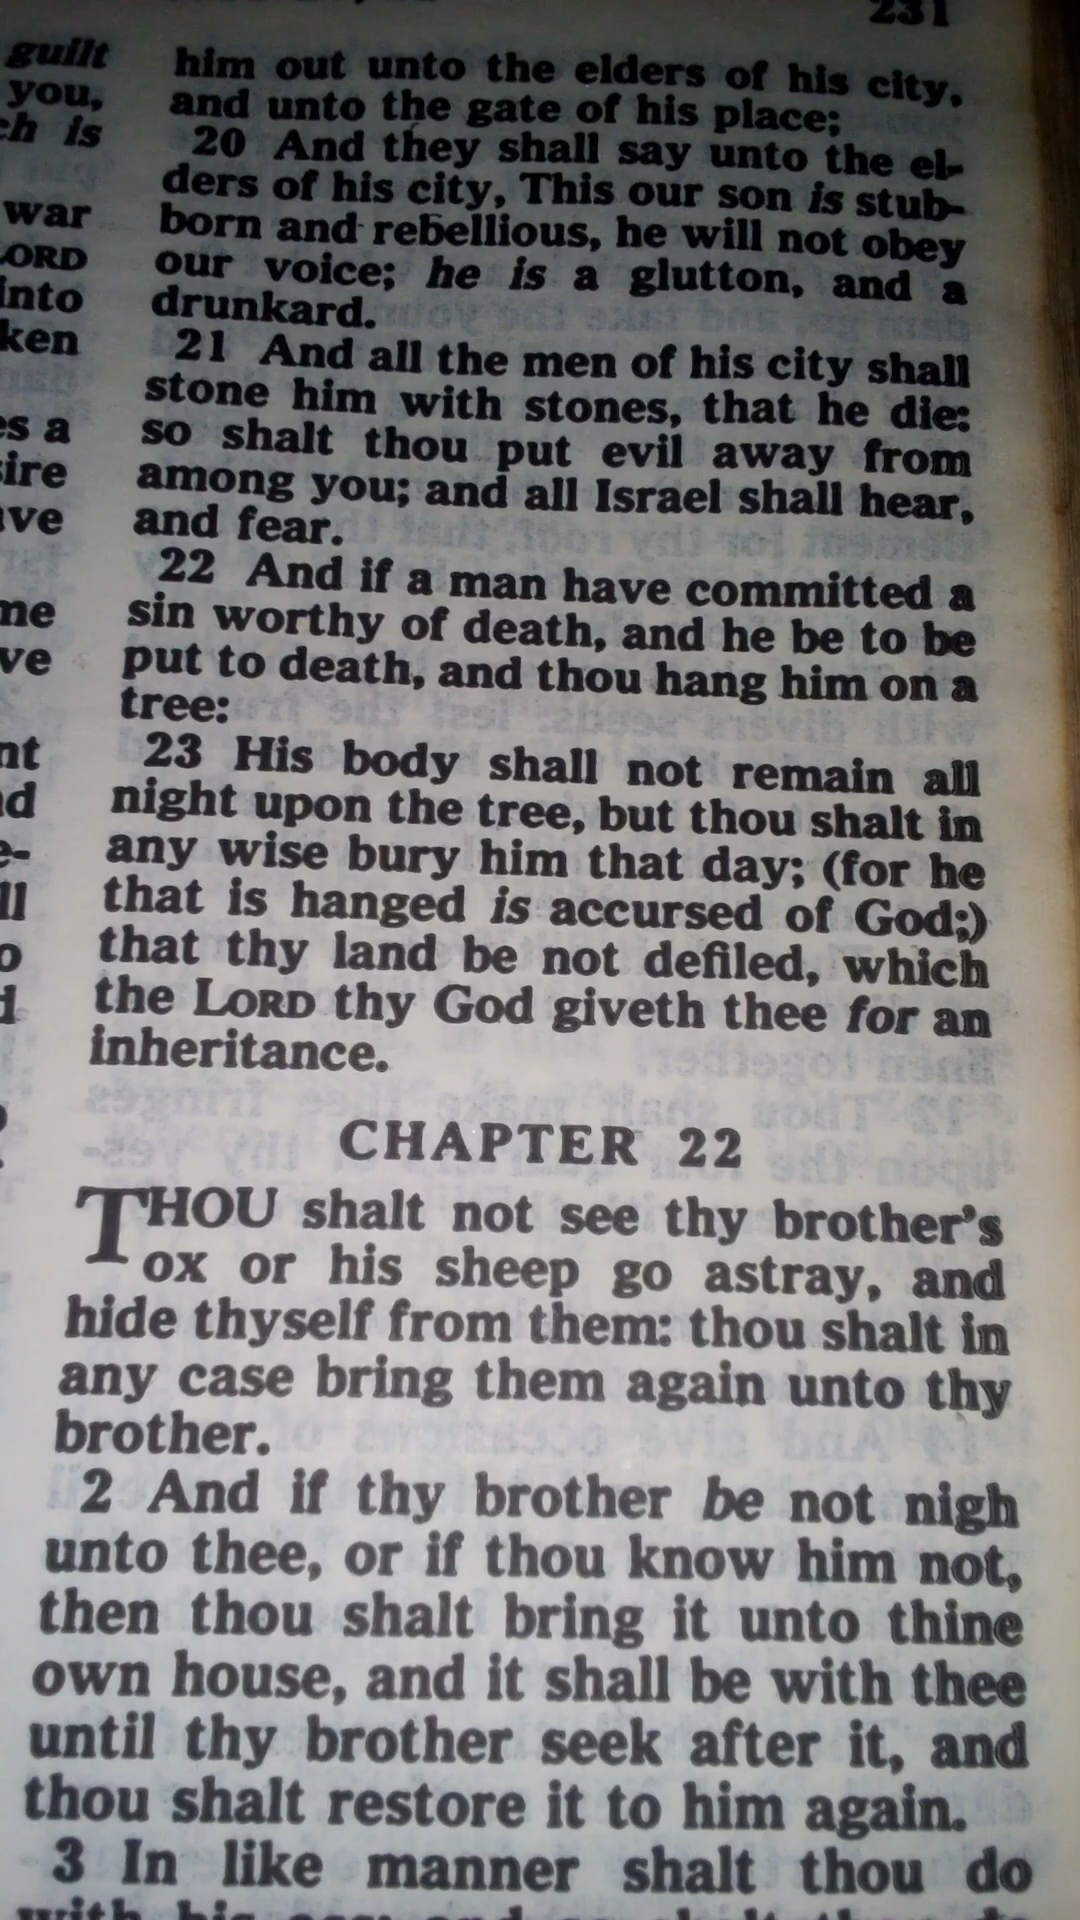 231
guilt
you,
ch is
war
LORD
into
ken
es a
sire
ave
me
ve
nt
nd
e-
ll
o
d
him out unto the elders of his city,
and unto the gate of his place;
20 And they shall say unto the el-
ders of his city, This our son is stub-
born and rebellious, he will not obey
our voice; he is a glutton, and a
drunkard.
21 And all the men of his city shall
stone him with stones, that he die:
so shalt thou put evil away from
among you; and all Israel shall hear,
and fear.
22 And if a man have committed a
sin worthy of death, and he be to be
put to death, and thou hang him on a
tree:
23 His body shall not remain all
night upon the tree, but thou shalt in
any wise bury him that day; (for he
that is hanged is accursed of God;)
that thy land be not defiled, which
the LORD thy God giveth thee for an
inheritance.
CHAPTER 22
THOU shalt not see thy brother's
ox or his sheep go astray, and
hide thyself from them: thou shalt in
any case bring them again unto thy
brother.
2 And if thy brother be not nigh
unto thee, or if thou know him not,
then thou shalt bring it unto thine
own house, and it shall be with thee
until thy brother seek after it, and
thou shalt restore it to him again.
3 In like manner shalt thou do